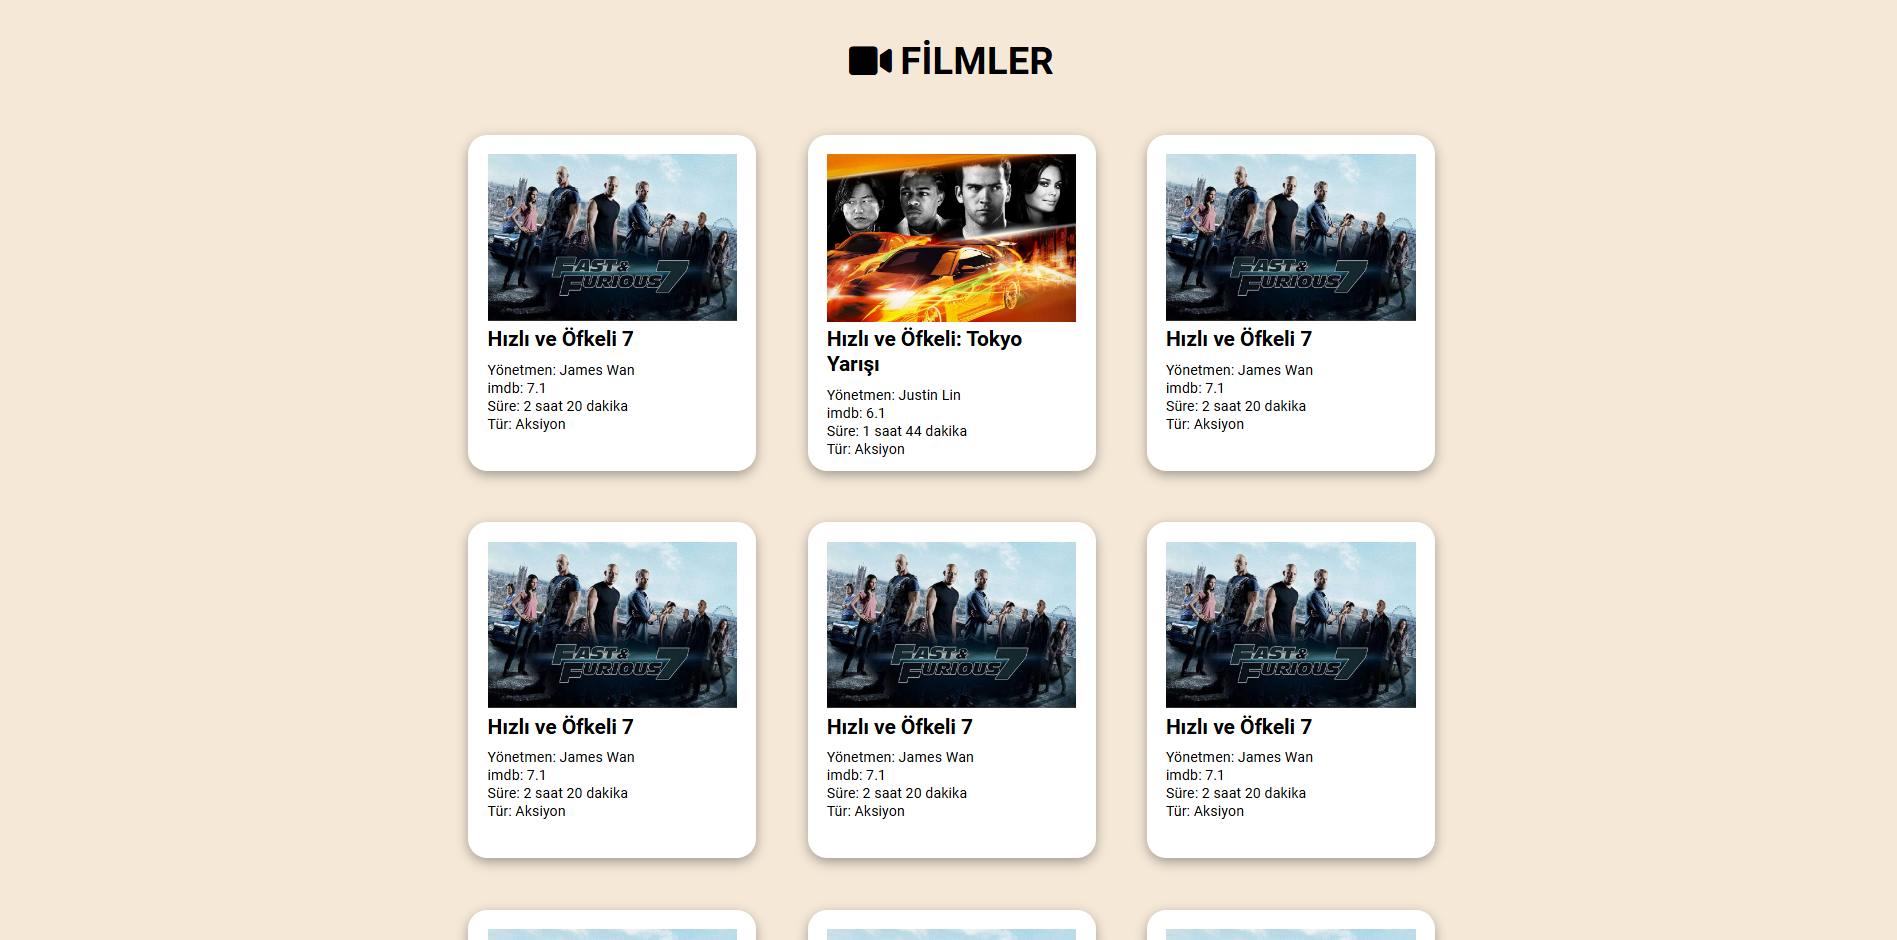 FİLMLER
FAST &
FURIOUS 7
Hızlı ve Öfkeli 7
Yönetmen: James Wan
imdb: 7.1
Süre: 2 saat 20 dakika
Tür: Aksiyon
Hızlı ve Öfkeli: Tokyo
Yarışı
Yönetmen: Justin Lin
imdb: 6.1
Süre: 1 saat 44 dakika
Tür: Aksiyon
FAST &
FURIOUS 7
Hızlı ve Öfkeli 7
Yönetmen: James Wan
imdb: 7.1
Süre: 2 saat 20 dakika
Tür: Aksiyon
FAST &
FURIOUS 7
Hızlı ve Öfkeli 7
Yönetmen: James Wan
imdb: 7.1
Süre: 2 saat 20 dakika
Tür: Aksiyon
FAST &
FURIOUS 7
Hızlı ve Öfkeli 7
Yönetmen: James Wan
imdb: 7.1
Süre: 2 saat 20 dakika
Tür: Aksiyon
FAST &
FURIOUS 7
Hızlı ve Öfkeli 7
Yönetmen: James Wan
imdb: 7.1
Süre: 2 saat 20 dakika
Tür: Aksiyon